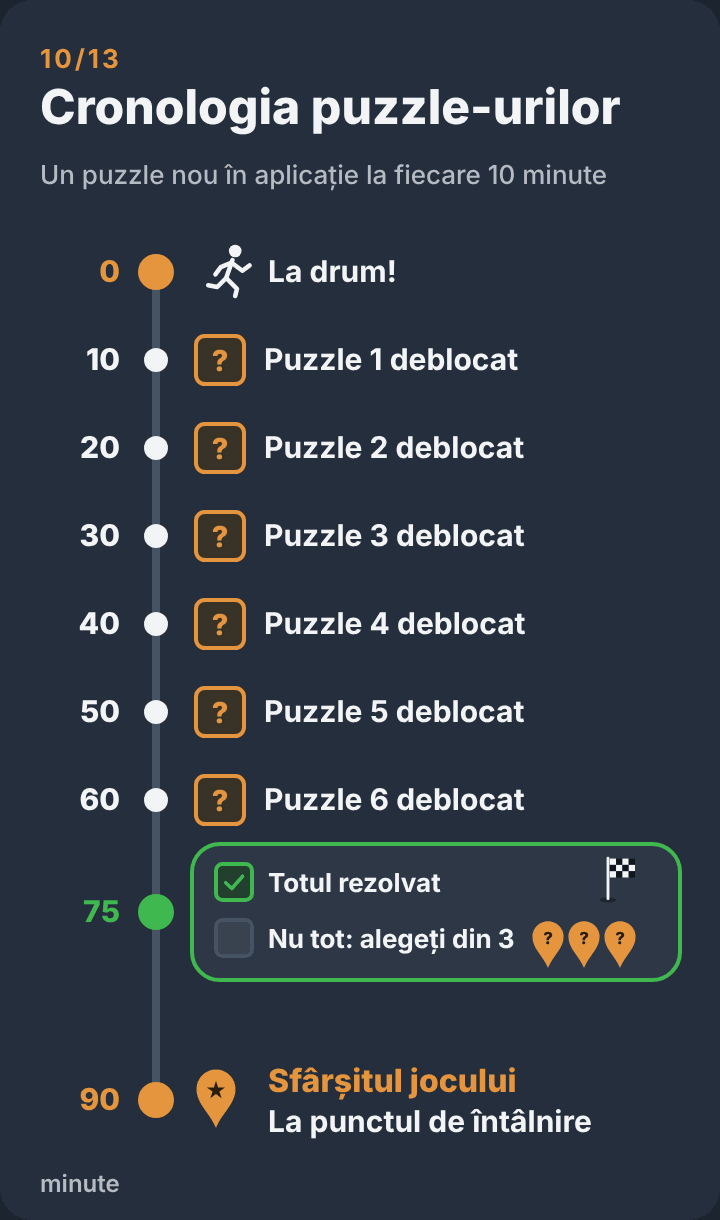 10/13
Cronologia puzzle-urilor
Un puzzle nou în aplicație la fiecare 10 minute
0 La drum!
10 ? Puzzle 1 deblocat
20 ? Puzzle 2 deblocat
30 ? Puzzle 3 deblocat
40 ? Puzzle 4 deblocat
50 ? Puzzle 5 deblocat
60 ? Puzzle 6 deblocat
Totul rezolvat
75
Nu tot: alegeți din 3 ? ? ?
Sfârșitul jocului
90
La punctul de întâlnire
minute